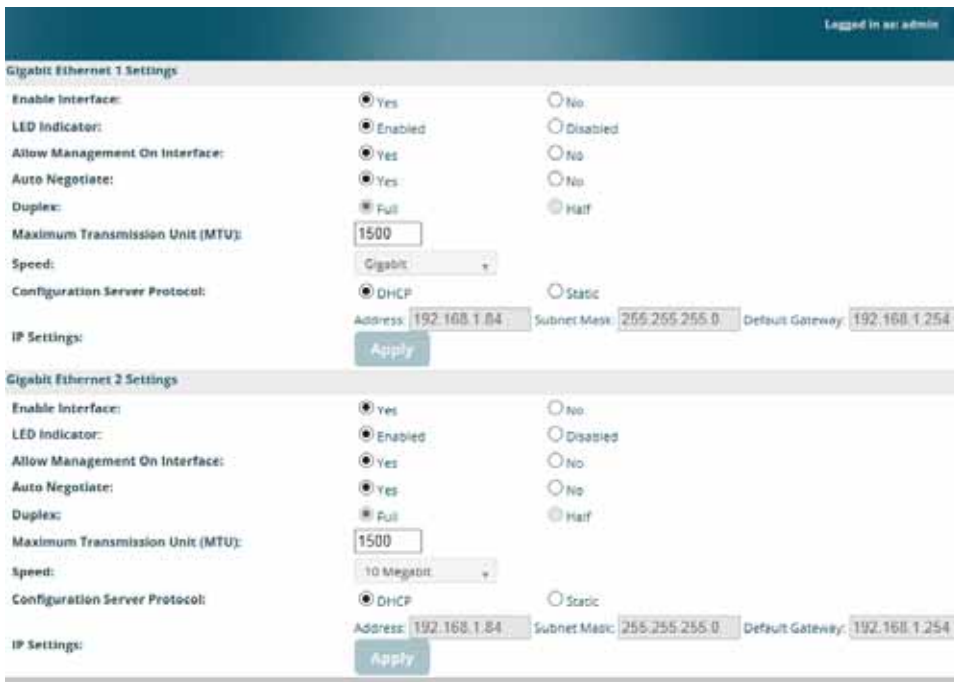 Logged in as: admin
Gigabit Ethernet 1 Settings
Enable Interface: Yes No
LED Indicator: Enabled Disabled
Allow Management On Interface: Yes No
Auto Negotiate: Yes No
Duplex: Full Half
Maximum Transmission Unit (MTU): 1500
Speed: Gigabit
Configuration Server Protocol: DHCP Static
Address: 192.168.1.84 Subnet Mask: 255.255.255.0 Default Gateway: 192.168.1.254
IP Settings:
Apply
Gigabit Ethernet 2 Settings
Enable Interface: Yes No
LED Indicator: Enabled Disabled
Allow Management On Interface: Yes No
Auto Negotiate: Yes No
Duplex: Full Half
Maximum Transmission Unit (MTU): 1500
Speed: 10 Megabit
Configuration Server Protocol: DHCP Static
Address: 192.168.1.84 Subnet Mask: 255.255.255.0 Default Gateway: 192.168.1.254
IP Settings:
Apply